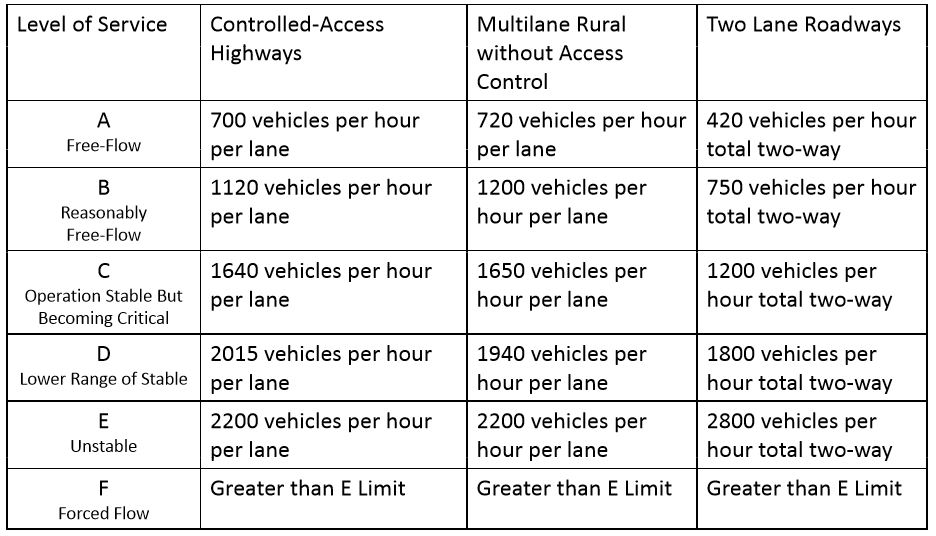 Level of Service
Controlled-Access
Highways
Multilane Rural
without Access
Control
Two Lane Roadways
A
Free-Flow
700 vehicles per hour
per lane
720 vehicles per hour
per lane
420 vehicles per hour
total two-way
B
Reasonably
Free-Flow
1120 vehicles per hour
per lane
1200 vehicles per
hour per lane
750 vehicles per hour
total two-way
C
Operation Stable But
Becoming Critical
1640 vehicles per hour
per lane
1650 vehicles per
hour per lane
1200 vehicles per
hour total two-way
D
Lower Range of Stable
2015 vehicles per hour
per lane
1940 vehicles per
hour per lane
1800 vehicles per
hour total two-way
E
Unstable
2200 vehicles per hour
per lane
2200 vehicles per
hour per lane
2800 vehicles per
hour total two-way
F
Forced Flow
Greater than E Limit
Greater than E Limit
Greater than E Limit